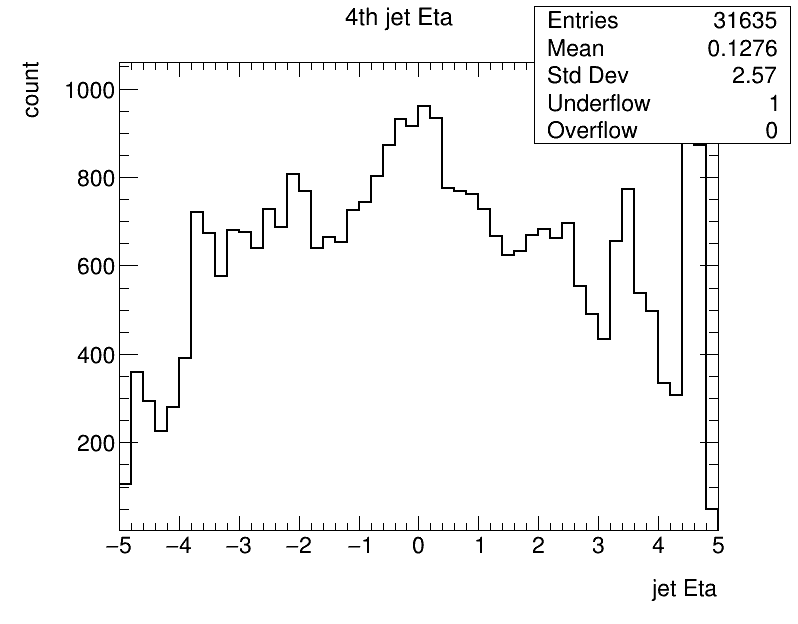 4th jet Eta
Entries 31635
Mean 0.1276
Std Dev 2.57
Underflow 1
Overflow 0
count
1000
800
600
400
200
−5 −4 −3 −2 −1 0 1 2 3 4 5
jet Eta